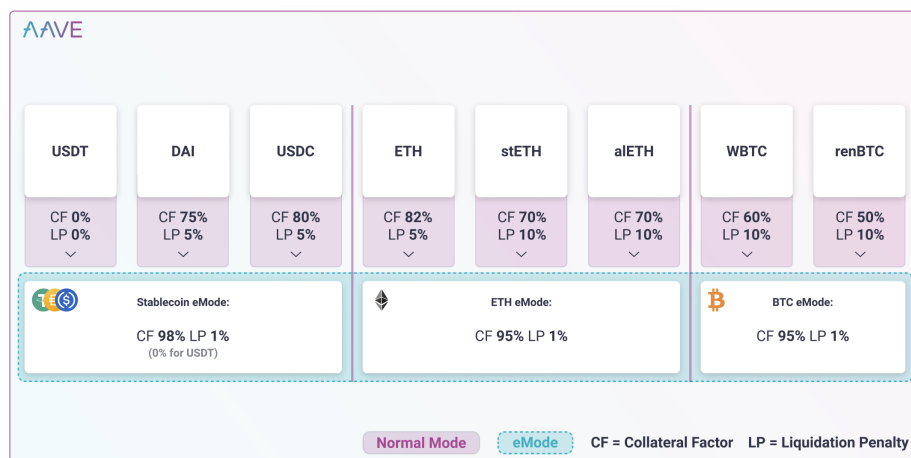 AAVE
USDT
DAI
USDC
ETH
stETH
alETH
WBTC
renBTC
CF 0%
LP 0%
CF 75%
LP 5%
CF 80%
LP 5%
CF 82%
LP 5%
CF 70%
LP 10%
CF 70%
LP 10%
CF 60%
LP 10%
CF 50%
LP 10%
Stablecoin eMode:
CF 98% LP 1%
(0% for USDT)
ETH eMode:
CF 95% LP 1%
BTC eMode:
CF 95% LP 1%
Normal Mode
eMode
CF = Collateral Factor LP = Liquidation Penalty